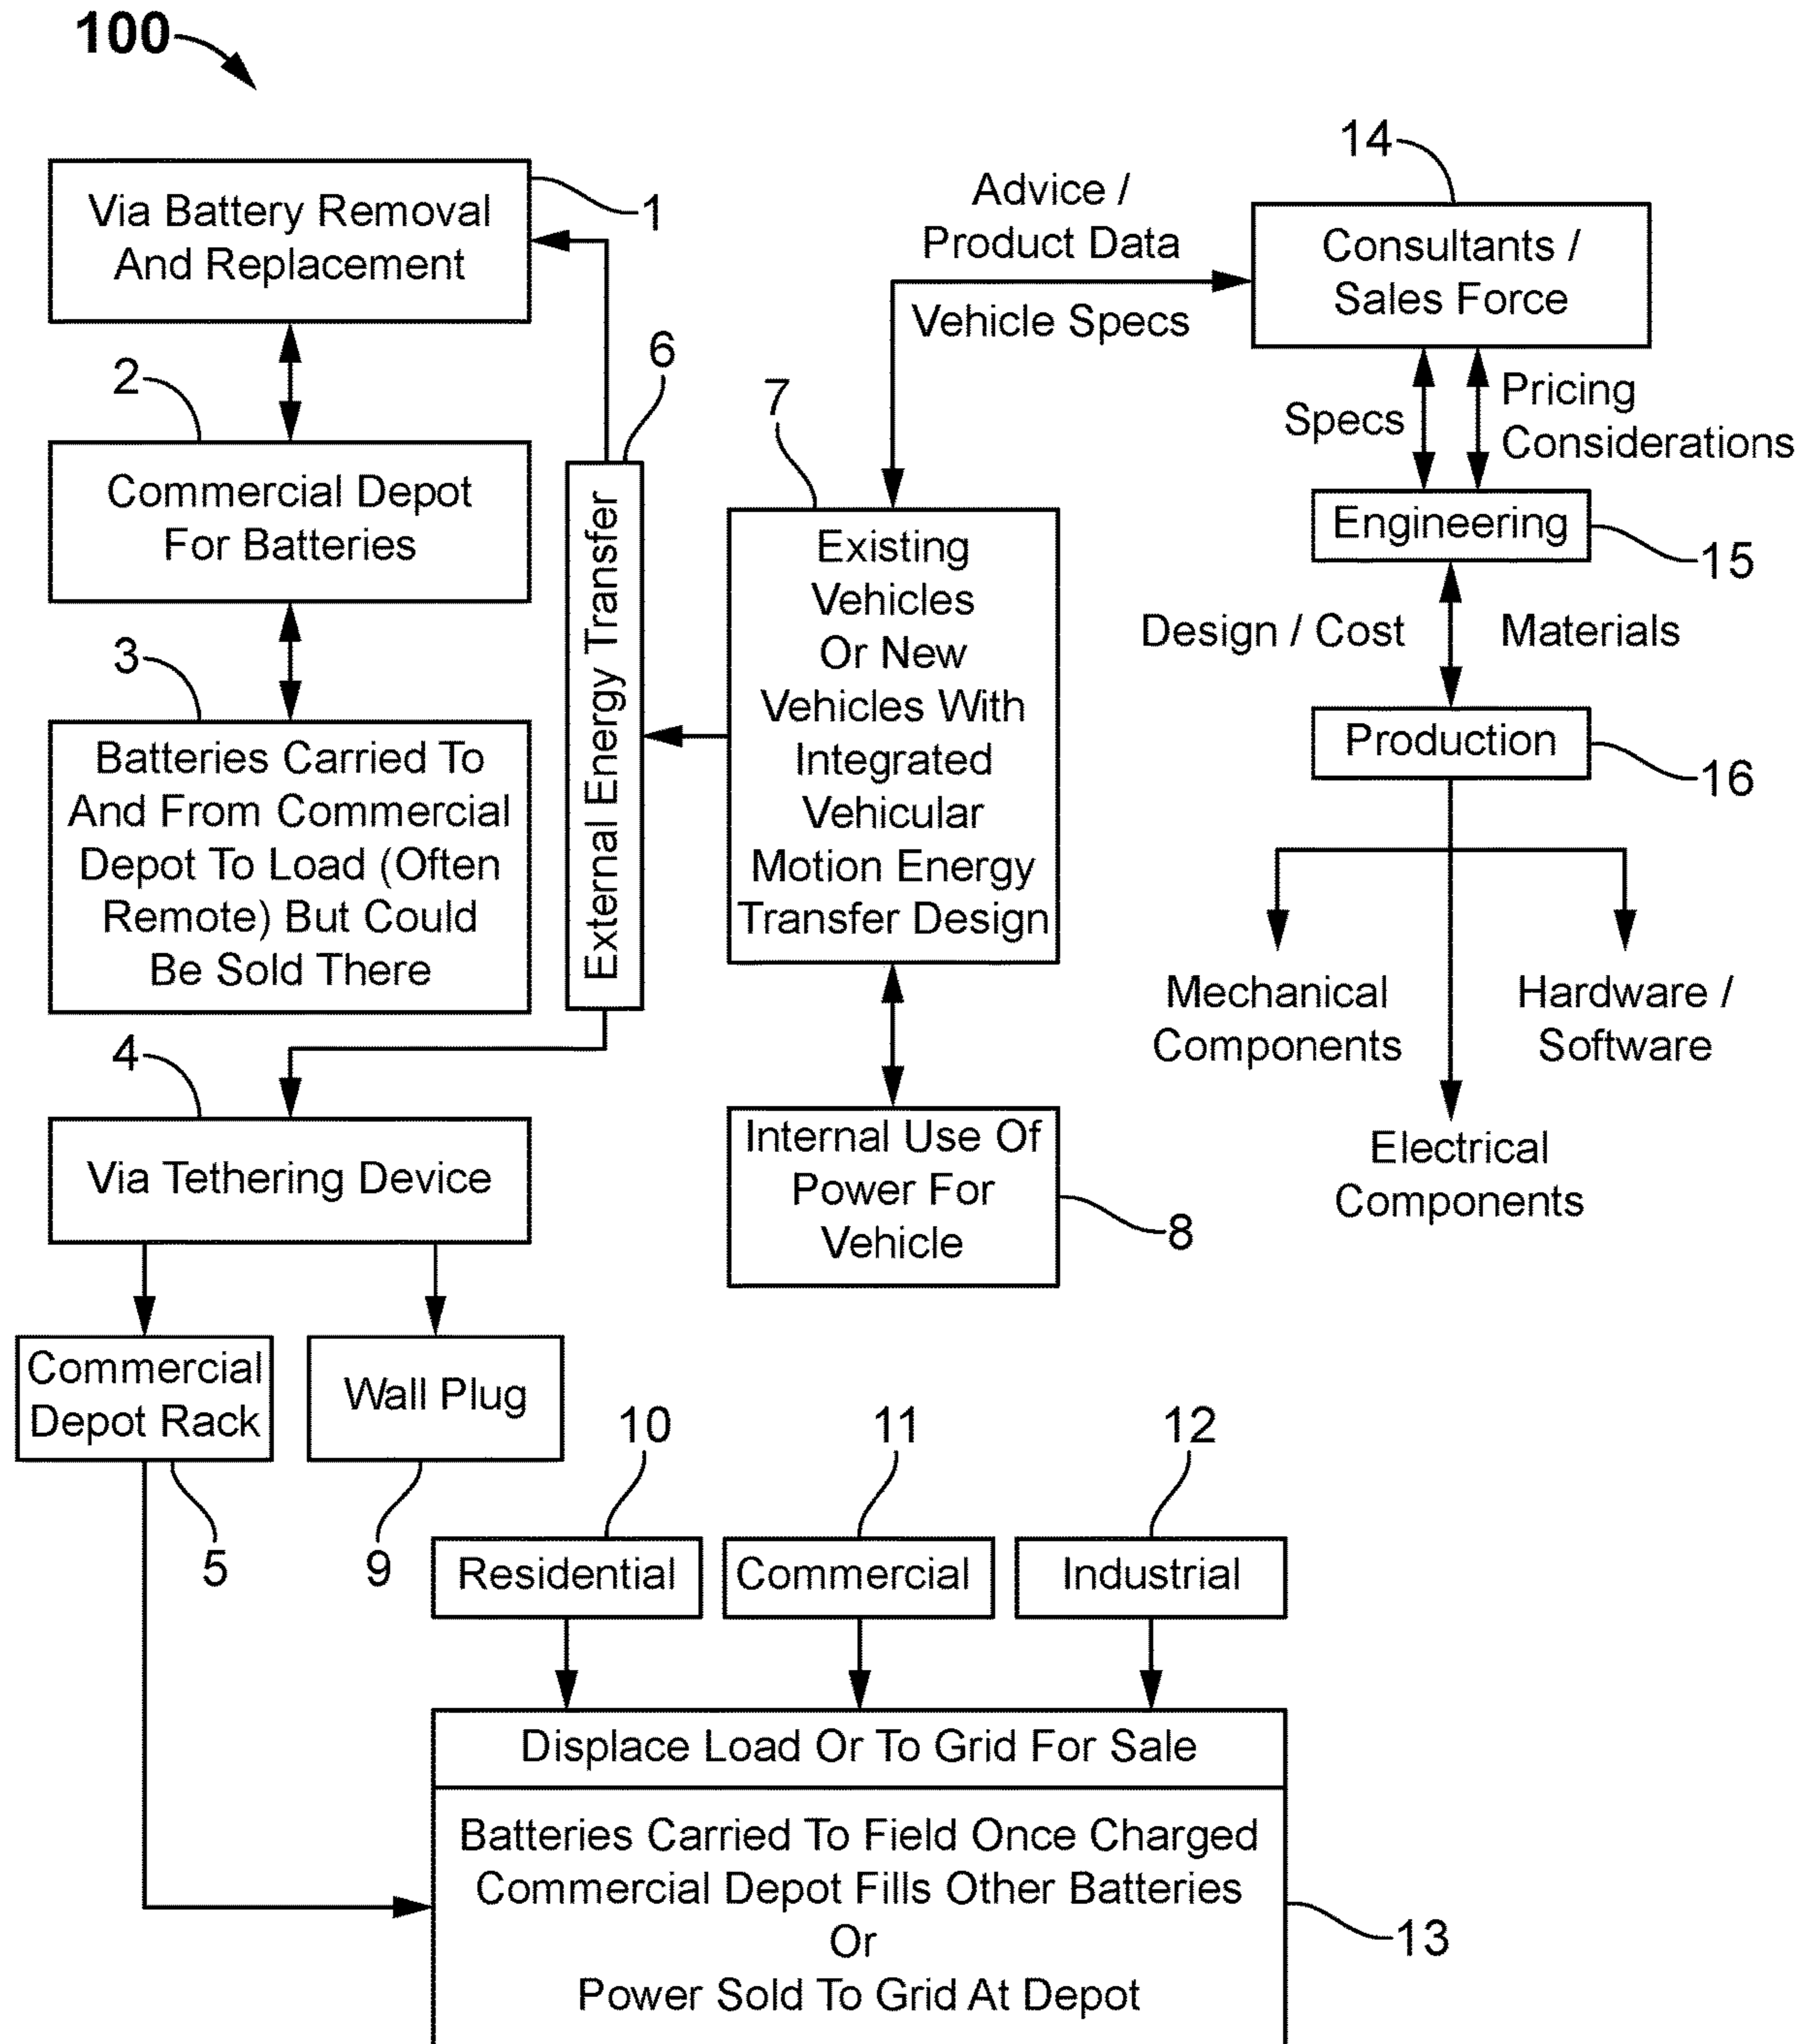 100
Via Battery Removal
And Replacement
1
2
Commercial Depot
For Batteries
3
Batteries Carried To
And From Commercial
Depot To Load (Often
Remote) But Could
Be Sold There
4
Via Tethering Device
Commercial
Depot Rack
5
Wall Plug
9
6
External Energy Transfer
7
Existing
Vehicles
Or New
Vehicles With
Integrated
Vehicular
Motion Energy
Transfer Design
Internal Use Of
Power For
Vehicle
8
Advice /
Product Data
Vehicle Specs
14
Consultants /
Sales Force
Specs
Pricing
Considerations
Engineering
15
Design / Cost
Materials
Production
16
Mechanical
Components
Hardware /
Software
Electrical
Components
10
Residential
11
Commercial
12
Industrial
Displace Load Or To Grid For Sale
Batteries Carried To Field Once Charged
Commercial Depot Fills Other Batteries
Or
Power Sold To Grid At Depot
13